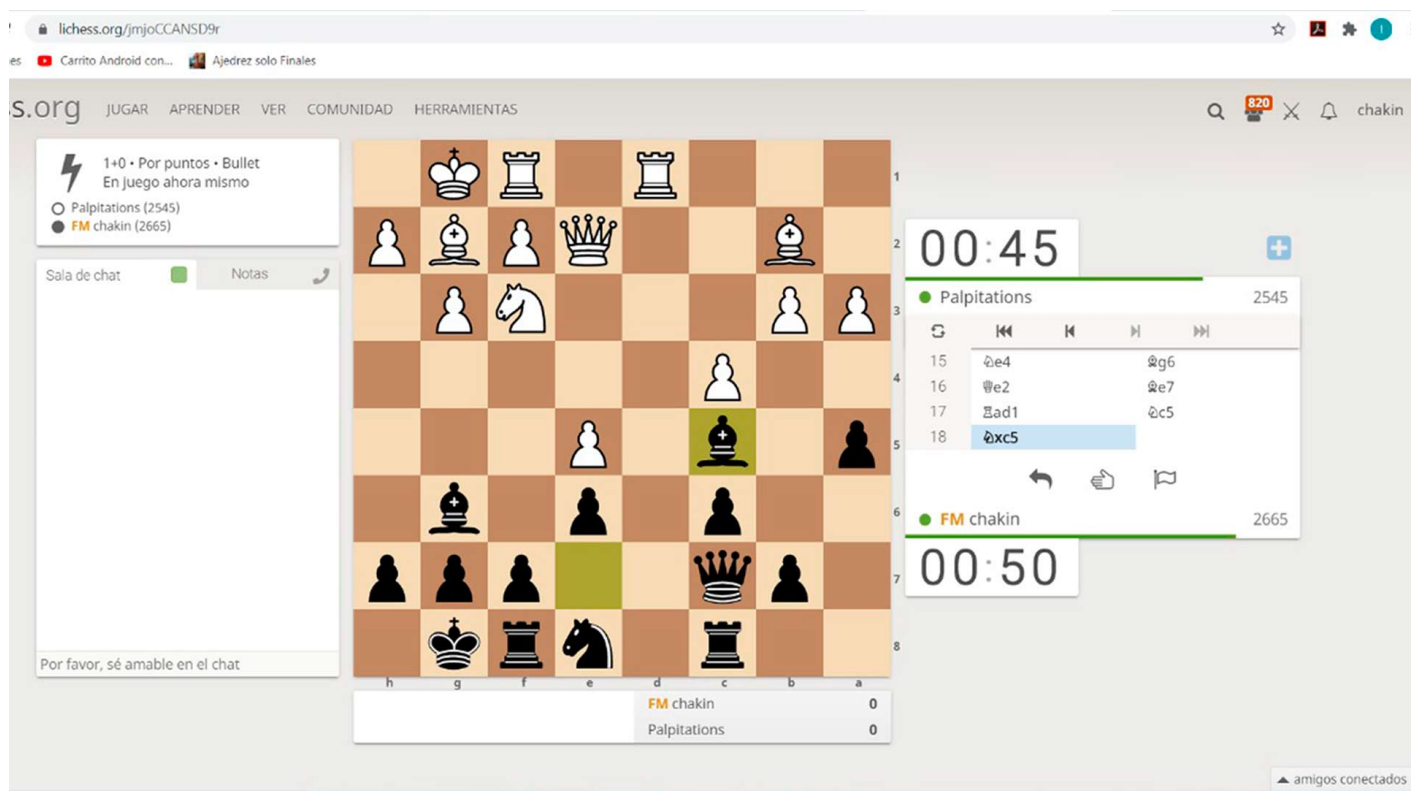 lichess.org/jmjoCCANSD9r
es Carrito Android con... Ajedrez solo Finales
s.org JUGAR APRENDER VER COMUNIDAD HERRAMIENTAS 820 chakin
1+0 • Por puntos • Bullet
En juego ahora mismo
Palpitations (2545)
FM chakin (2665)
Sala de chat Notas
Por favor, sé amable en el chat
1
2
3
4
5
6
7
8
h g f e d c b a
FM chakin 0
Palpitations 0
00:45
Palpitations 2545
15 ♘e4 ♗g6
16 ♕e2 ♗e7
17 ♖ad1 ♘c5
18 ♘xc5
FM chakin 2665
00:50
amigos conectados